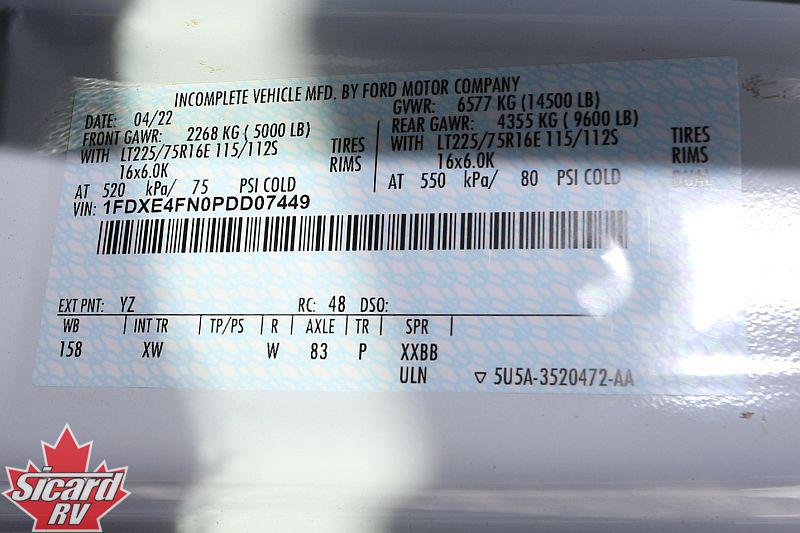 INCOMPLETE VEHICLE MFD. BY FORD MOTOR COMPANY
DATE: 04/22 GVWR: 6577 KG (14500 LB)
FRONT GAWR: 2268 KG ( 5000 LB) REAR GAWR: 4355 KG ( 9600 LB)
WITH LT225/75R16E 115/112S TIRES WITH LT225/75R16E 115/112S TIRES
16x6.0K RIMS 16x6.0K RIMS
AT 520 kPa/ 75 PSI COLD AT 550 kPa/ 80 PSI COLD DUAL
VIN: 1FDXE4FN0PDD07449
EXT PNT: YZ RC: 48 DSO:
WB INT TR TP/PS R AXLE TR SPR
158 XW W 83 P XXBB
ULN ▽ 5U5A-3520472-AA
Sicard
RV